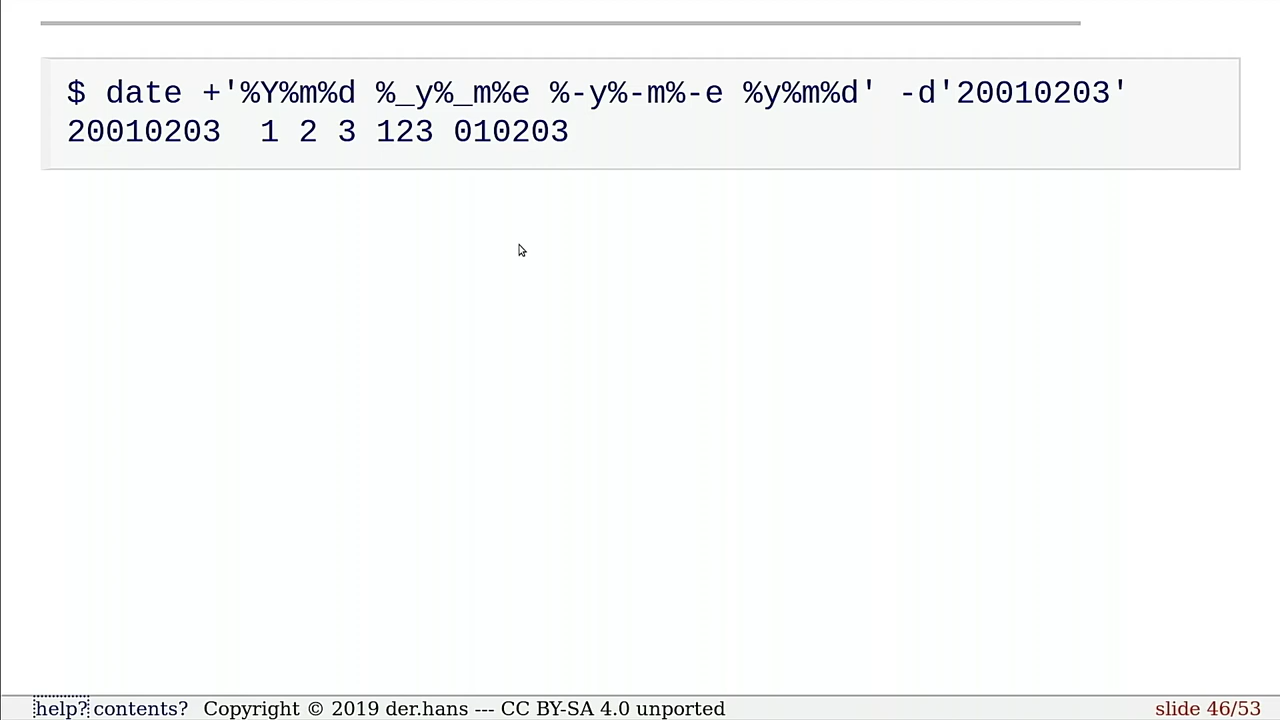 $ date +'%Y%m%d %_y%_m%e %-y%-m%-e %y%m%d' -d'20010203'
20010203  1 2 3 123 010203
help? contents? Copyright © 2019 der.hans --- CC BY-SA 4.0 unported slide 46/53